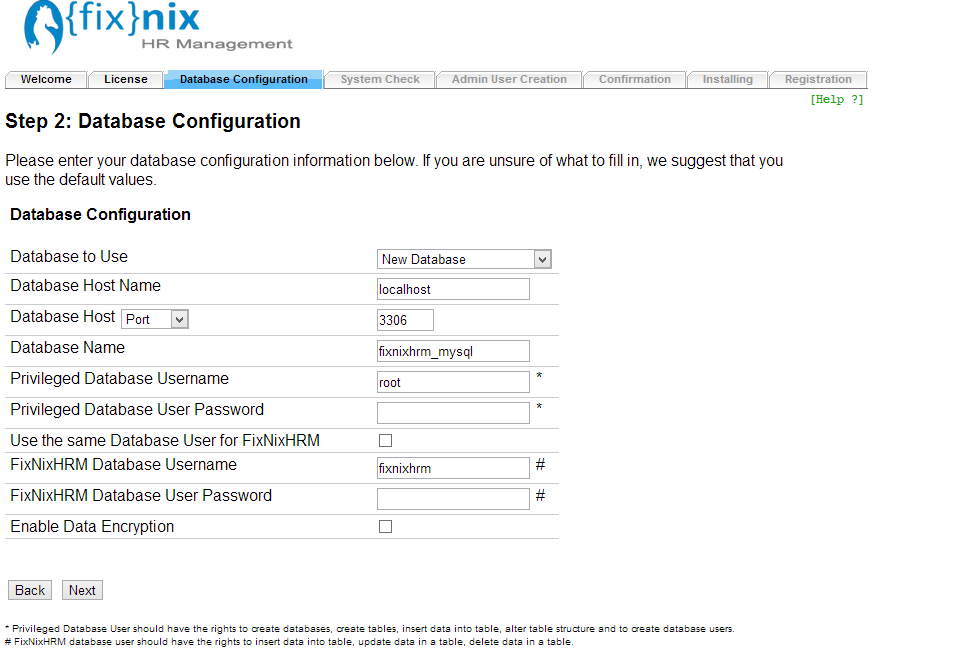 {fix}nix
HR Management
Welcome License Database Configuration System Check Admin User Creation Confirmation Installing Registration
[Help ?]
Step 2: Database Configuration
Please enter your database configuration information below. If you are unsure of what to fill in, we suggest that you
use the default values.
Database Configuration
Database to Use New Database
Database Host Name localhost
Database Host Port 3306
Database Name fixnixhrm_mysql
Privileged Database Username root *
Privileged Database User Password *
Use the same Database User for FixNixHRM
FixNixHRM Database Username fixnixhrm #
FixNixHRM Database User Password #
Enable Data Encryption
Back Next
* Privileged Database User should have the rights to create databases, create tables, insert data into table, alter table structure and to create database users.
# FixNixHRM database user should have the rights to insert data into table, update data in a table, delete data in a table.